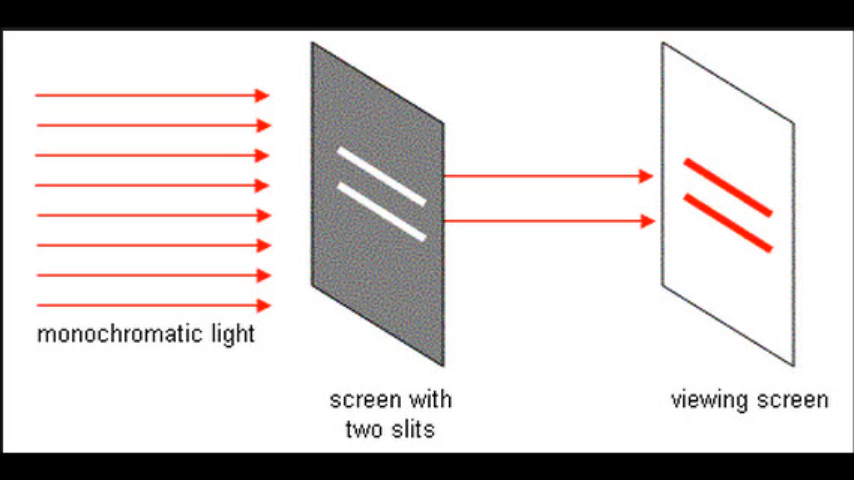 monochromatic light
screen with
two slits
viewing screen